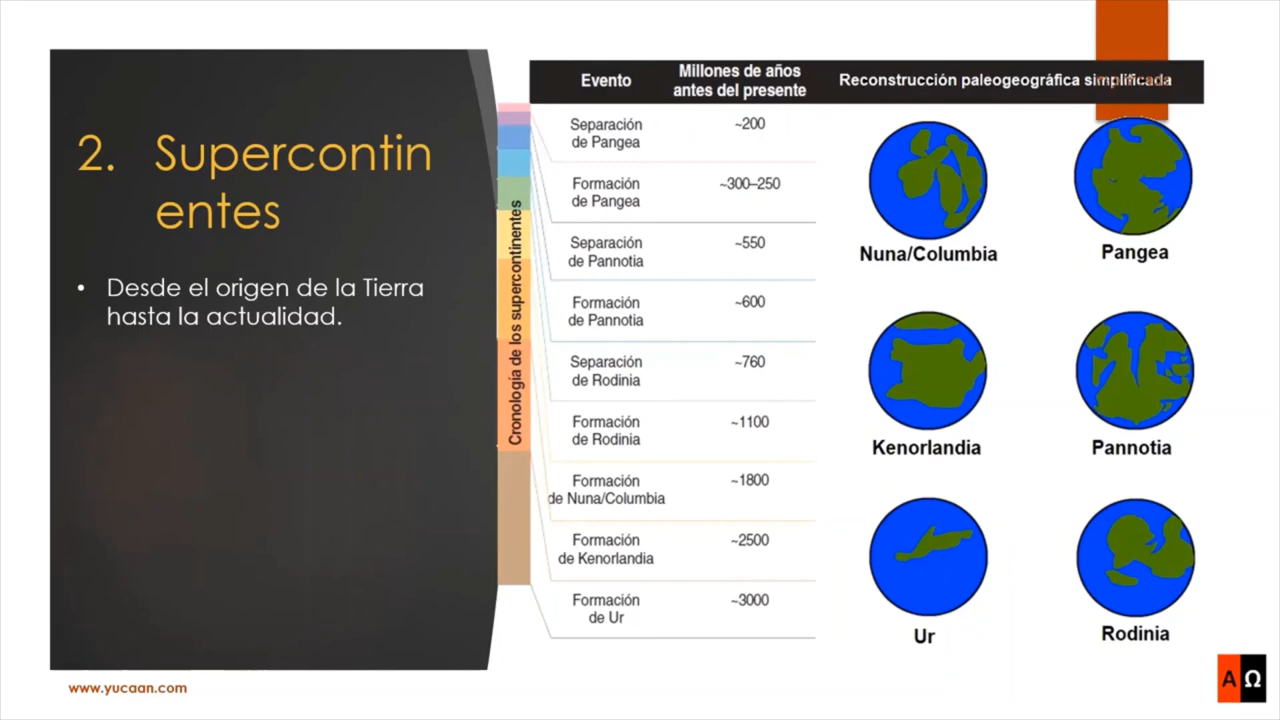 2. Supercontin
entes
• Desde el origen de la Tierra
hasta la actualidad.
Cronología de los supercontinentes
Evento
Millones de años
antes del presente
Reconstrucción paleogeográfica simplificada
Separación
de Pangea
~200
Formación
de Pangea
~300–250
Separación
de Pannotia
~550
Formación
de Pannotia
~600
Separación
de Rodinia
~760
Formación
de Rodinia
~1100
Formación
de Nuna/Columbia
~1800
Formación
de Kenorlandia
~2500
Formación
de Ur
~3000
Nuna/Columbia
Pangea
Kenorlandia
Pannotia
Ur
Rodinia
www.yucaan.com
ΑΩ